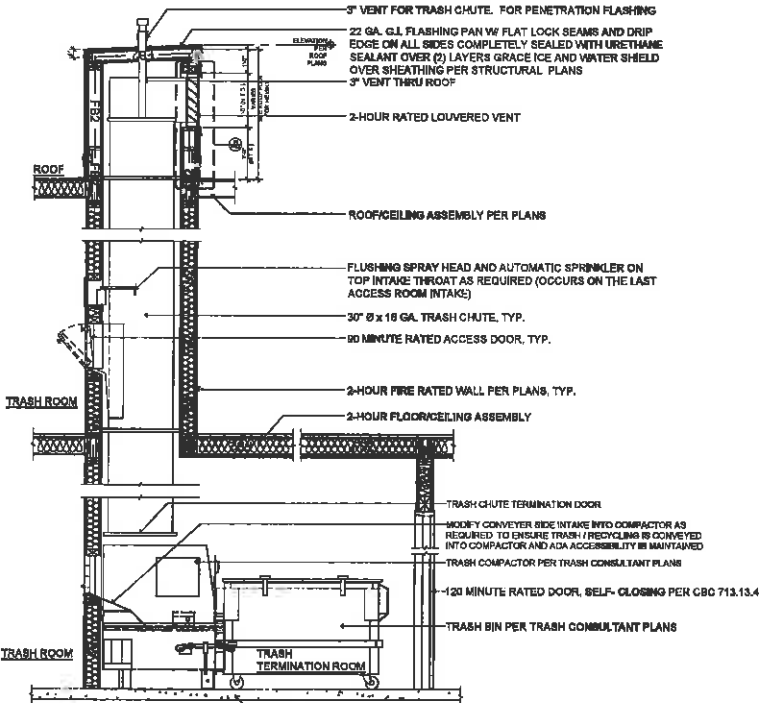 3" VENT FOR TRASH CHUTE. FOR PENETRATION FLASHING
22 GA. G.I. FLASHING PAN W/ FLAT LOCK SEAMS AND DRIP
EDGE ON ALL SIDES COMPLETELY SEALED WITH URETHANE
SEALANT OVER (2) LAYERS GRACE ICE AND WATER SHIELD
OVER SHEATHING PER STRUCTURAL PLANS
ELEVATION
PER
ROOF
PLANS
3" VENT THRU ROOF
FB2
2-HOUR RATED LOUVERED VENT
ROOF
ROOF/CEILING ASSEMBLY PER PLANS
FLUSHING SPRAY HEAD AND AUTOMATIC SPRINKLER ON
TOP INTAKE THROAT AS REQUIRED (OCCURS ON THE LAST
ACCESS ROOM INTAKE)
30" Ø x 16 GA. TRASH CHUTE, TYP.
90 MINUTE RATED ACCESS DOOR, TYP.
2-HOUR FIRE RATED WALL PER PLANS, TYP.
TRASH ROOM
2-HOUR FLOOR/CEILING ASSEMBLY
TRASH CHUTE TERMINATION DOOR
MODIFY CONVEYER SIDE INTAKE INTO COMPACTOR AS
REQUIRED TO ENSURE TRASH / RECYCLING IS CONVEYED
INTO COMPACTOR AND ADA ACCESSIBILITY IS MAINTAINED
TRASH COMPACTOR PER TRASH CONSULTANT PLANS
120 MINUTE RATED DOOR, SELF- CLOSING PER CBC 713.13.4
TRASH BIN PER TRASH CONSULTANT PLANS
TRASH ROOM
TRASH
TERMINATION ROOM